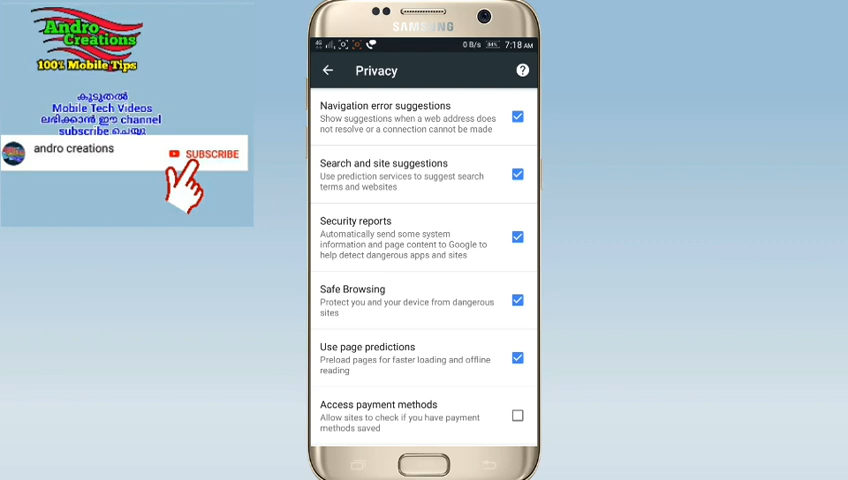 Andro
Creations
100% Mobile Tips
കൂടുതൽ
Mobile Tech Videos
ലഭിക്കാൻ ഈ channel
subscribe ചെയ്യു
andro creations
SUBSCRIBE
SAMSUNG
0 B/s 94% 7:18 AM
Privacy
Navigation error suggestions
Show suggestions when a web address does
not resolve or a connection cannot be made
Search and site suggestions
Use prediction services to suggest search
terms and websites
Security reports
Automatically send some system
information and page content to Google to
help detect dangerous apps and sites
Safe Browsing
Protect you and your device from dangerous
sites
Use page predictions
Preload pages for faster loading and offline
reading
Access payment methods
Allow sites to check if you have payment
methods saved